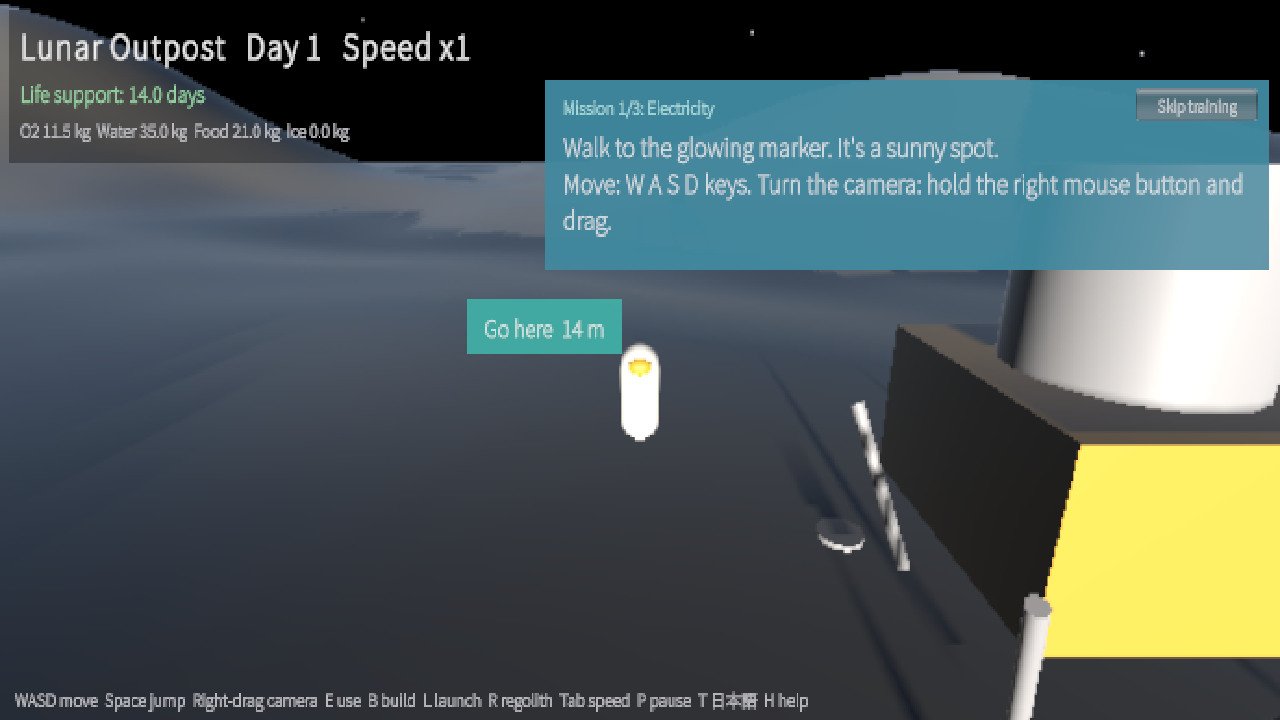 Lunar Outpost Day 1 Speed x1
Life support: 14.0 days
O2 11.5 kg Water 35.0 kg Food 21.0 kg Ice 0.0 kg
Mission 1/3: Electricity
Skip training
Walk to the glowing marker. It's a sunny spot.
Move: W A S D keys. Turn the camera: hold the right mouse button and
drag.
Go here 14 m
WASD move Space jump Right-drag camera E use B build L launch R regolith Tab speed P pause T 日本語 H help